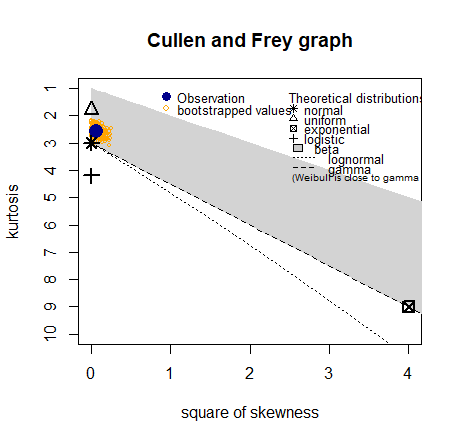 Cullen and Frey graph
Observation
bootstrapped values
Theoretical distributions
normal
uniform
exponential
logistic
beta
lognormal
gamma
(Weibull is close to gamma
kurtosis
1
2
3
4
5
6
7
8
9
10
0
1
2
3
4
square of skewness